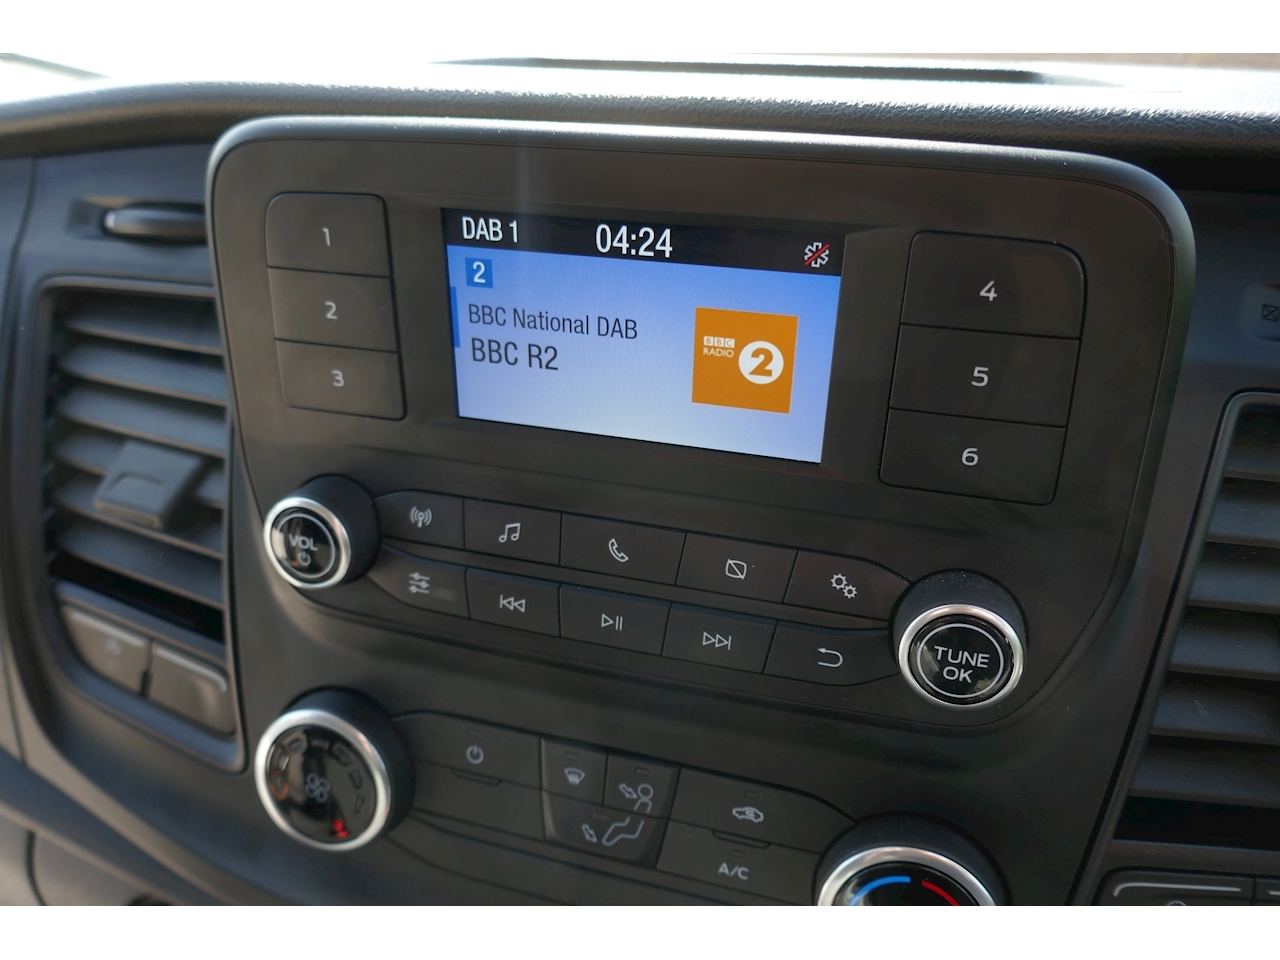 DAB 1 04:24
2
BBC National DAB
BBC R2
BBC
RADIO 2
1
2
3
4
5
6
VOL
TUNE
OK
A/C